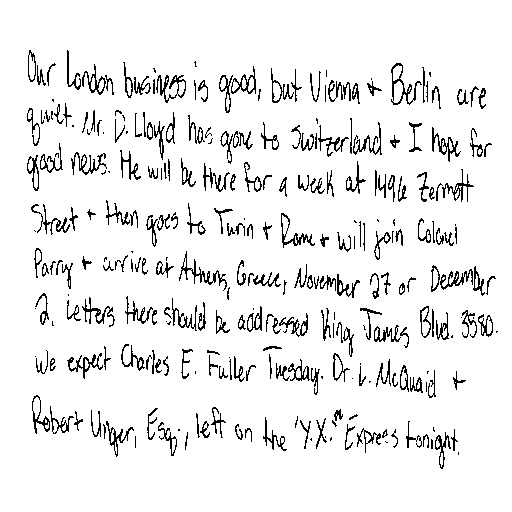 Our London business is good, but Vienna + Berlin are
quiet. Mr. D. Lloyd has gone to Switzerland + I hope for
good news. He will be there for a week at 1496 Zermott
Street + then goes to Turin + Rome + will join Colonel
Parry + arrive at Athens, Greece, November 27 or December
2. Letters there should be addressed King James Blvd. 3580.
We expect Charles E. Fuller Tuesday. Dr. L. McQuaid +
Robert Unger, Esq., left on the 'Y.X.' Express tonight.